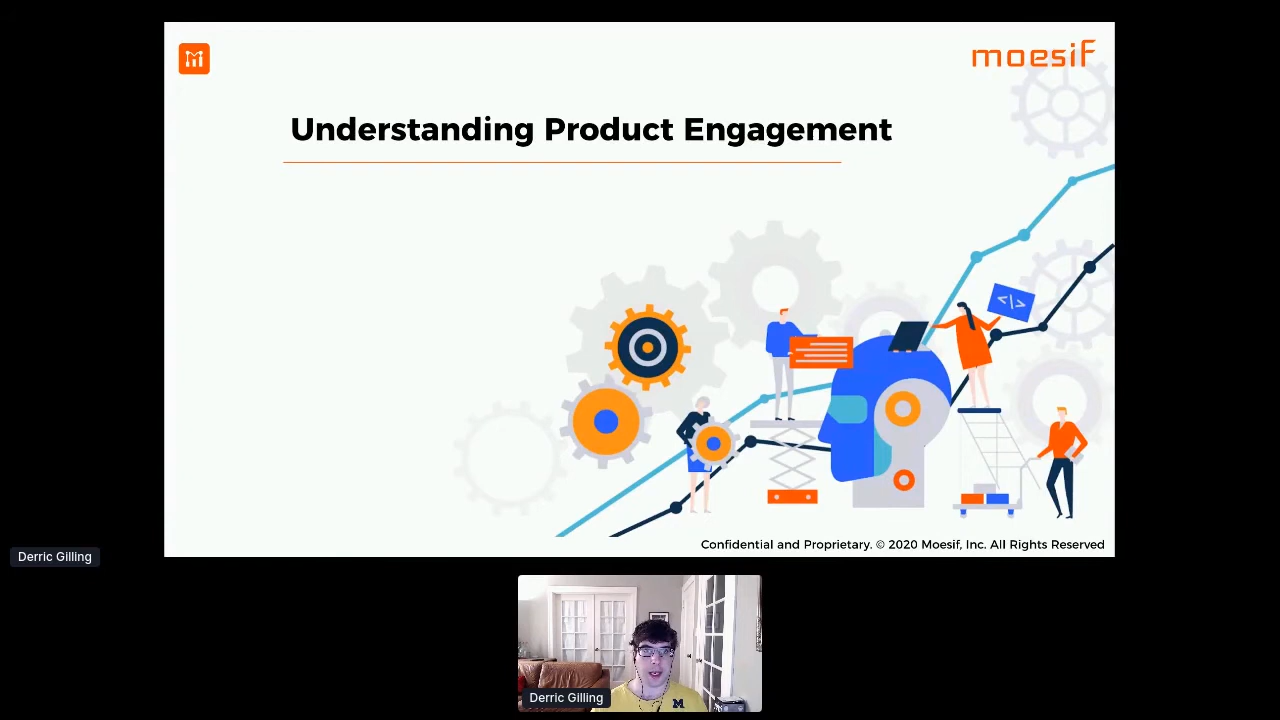 moesif
Understanding Product Engagement
</>
Confidential and Proprietary. © 2020 Moesif, Inc. All Rights Reserved
Derric Gilling
Derric Gilling
M